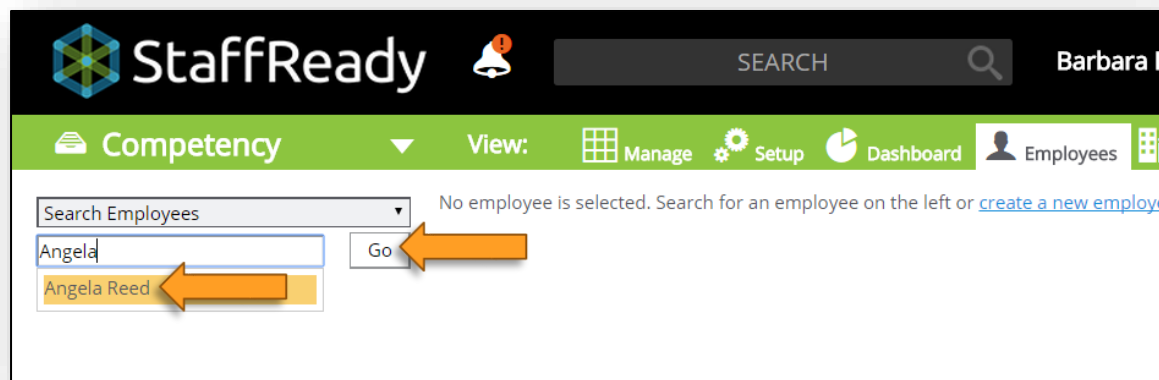 StaffReady
!
SEARCH
Barbara
Competency
View:
Manage
Setup
Dashboard
Employees
Search Employees
No employee is selected. Search for an employee on the left or create a new employe
Angela
Go
Angela Reed